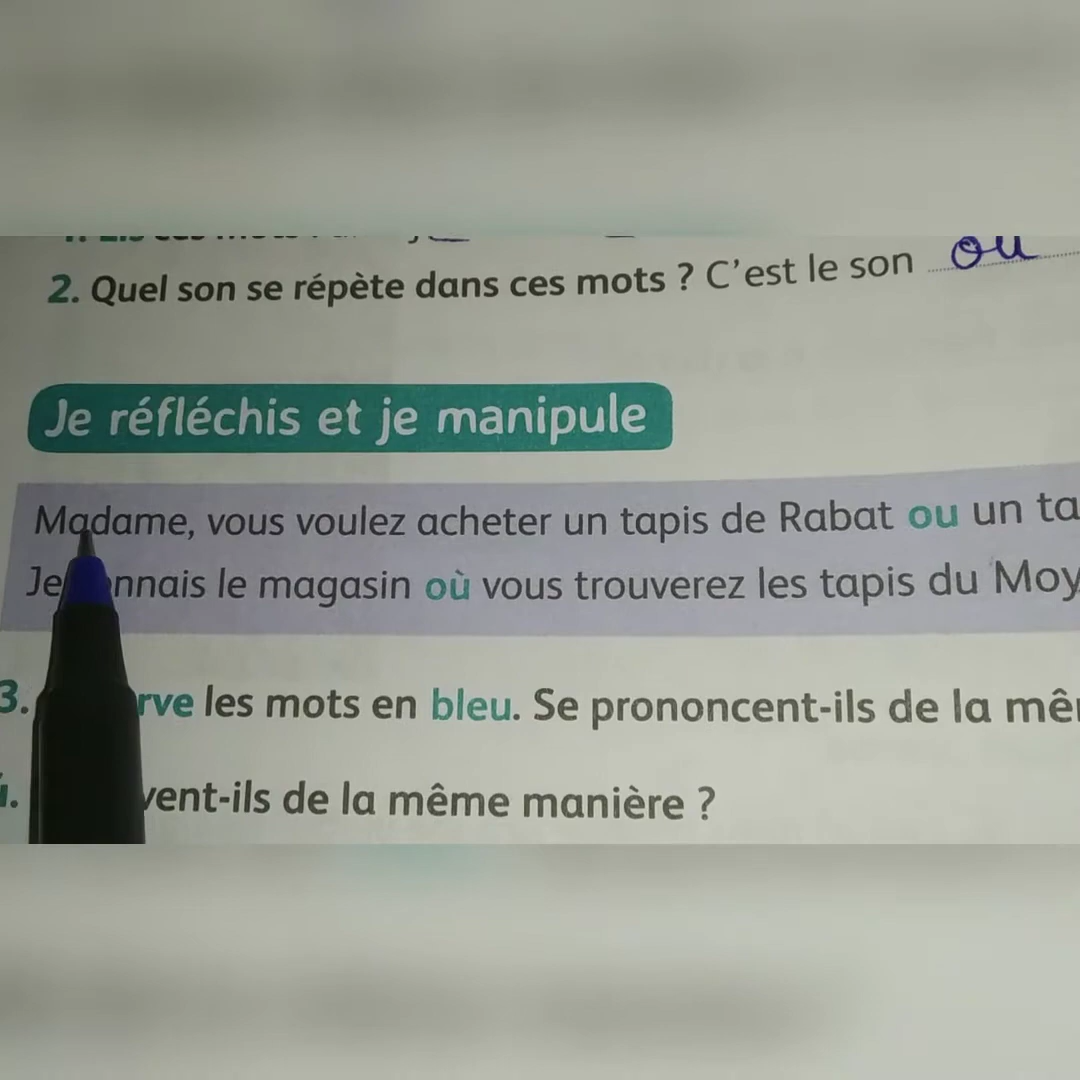 2. Quel son se répète dans ces mots ? C'est le son ou
Je réfléchis et je manipule
Madame, vous voulez acheter un tapis de Rabat ou un ta
Je nnais le magasin où vous trouverez les tapis du Moy
3. rve les mots en bleu. Se prononcent-ils de la mê
vent-ils de la même manière ?